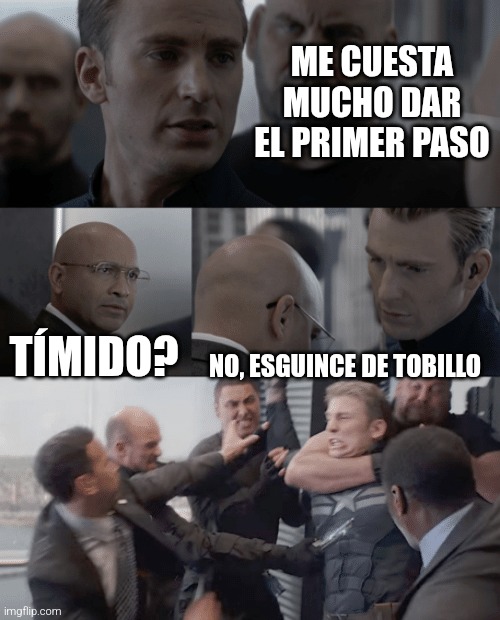 ME CUESTA
MUCHO DAR
EL PRIMER PASO
TÍMIDO?
NO, ESGUINCE DE TOBILLO
imgflip.com